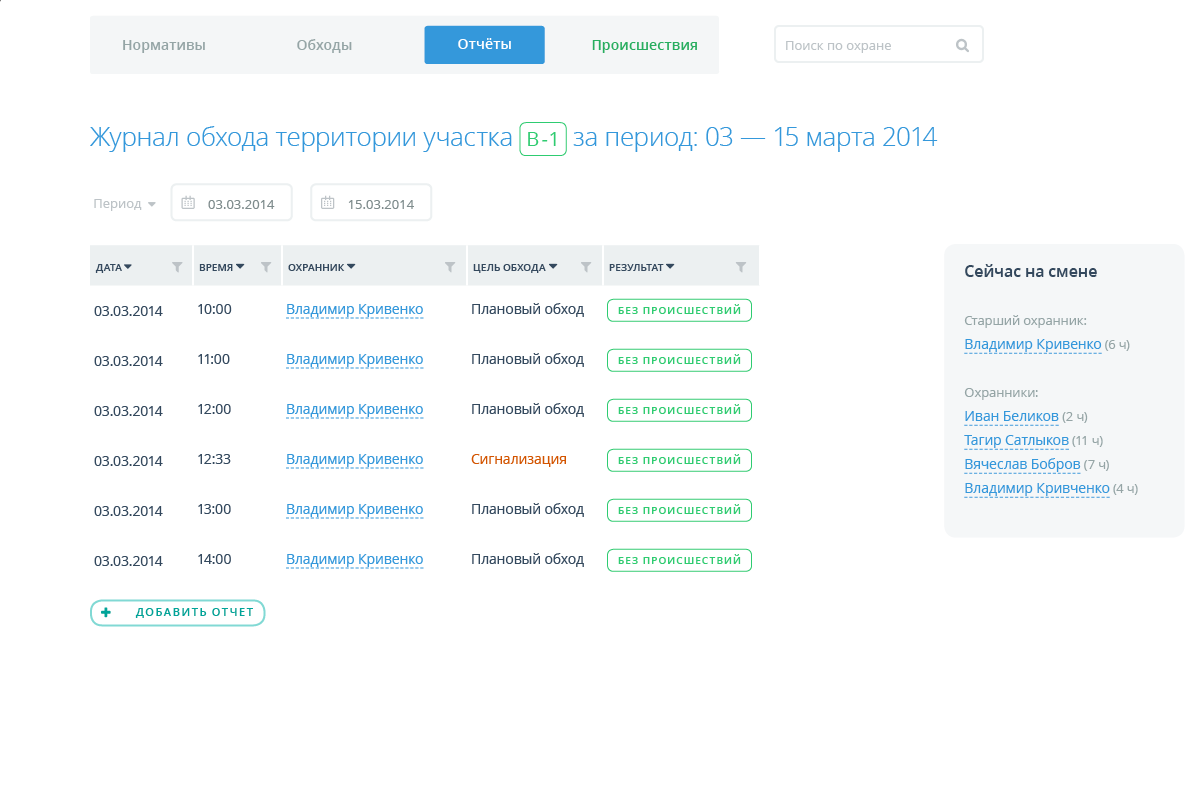 Нормативы Обходы Отчёты Происшествия Поиск по охране
Журнал обхода территории участка В-1 за период: 03 — 15 марта 2014
Период 03.03.2014 15.03.2014
ДАТА ВРЕМЯ ОХРАННИК ЦЕЛЬ ОБХОДА РЕЗУЛЬТАТ
03.03.2014 10:00 Владимир Кривенко Плановый обход БЕЗ ПРОИСШЕСТВИЙ
03.03.2014 11:00 Владимир Кривенко Плановый обход БЕЗ ПРОИСШЕСТВИЙ
03.03.2014 12:00 Владимир Кривенко Плановый обход БЕЗ ПРОИСШЕСТВИЙ
03.03.2014 12:33 Владимир Кривенко Сигнализация БЕЗ ПРОИСШЕСТВИЙ
03.03.2014 13:00 Владимир Кривенко Плановый обход БЕЗ ПРОИСШЕСТВИЙ
03.03.2014 14:00 Владимир Кривенко Плановый обход БЕЗ ПРОИСШЕСТВИЙ
ДОБАВИТЬ ОТЧЕТ
Сейчас на смене
Старший охранник:
Владимир Кривенко (6 ч)
Охранники:
Иван Беликов (2 ч)
Тагир Сатлыков (11 ч)
Вячеслав Бобров (7 ч)
Владимир Кривченко (4 ч)